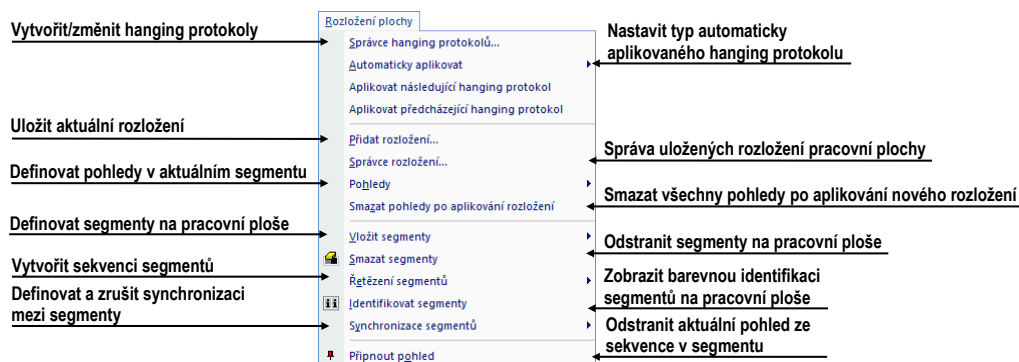 Rozložení plochy
Vytvořit/změnit hanging protokoly
Správce hanging protokolů...
Nastavit typ automaticky
aplikovaného hanging protokolu
Automaticky aplikovat
Aplikovat následující hanging protokol
Aplikovat předcházející hanging protokol
Uložit aktuální rozložení
Přidat rozložení...
Správce rozložení...
Správa uložených rozložení pracovní plochy
Definovat pohledy v aktuálním segmentu
Pohledy
Smazat pohledy po aplikování rozložení
Smazat všechny pohledy po aplikování nového rozložení
Definovat segmenty na pracovní ploše
Vložit segmenty
Odstranit segmenty na pracovní ploše
Smazat segmenty
Vytvořit sekvenci segmentů
Řetězení segmentů
Zobrazit barevnou identifikaci
segmentů na pracovní ploše
Identifikovat segmenty
Definovat a zrušit synchronizaci
mezi segmenty
Synchronizace segmentů
Odstranit aktuální pohled ze
sekvence v segmentu
Připnout pohled